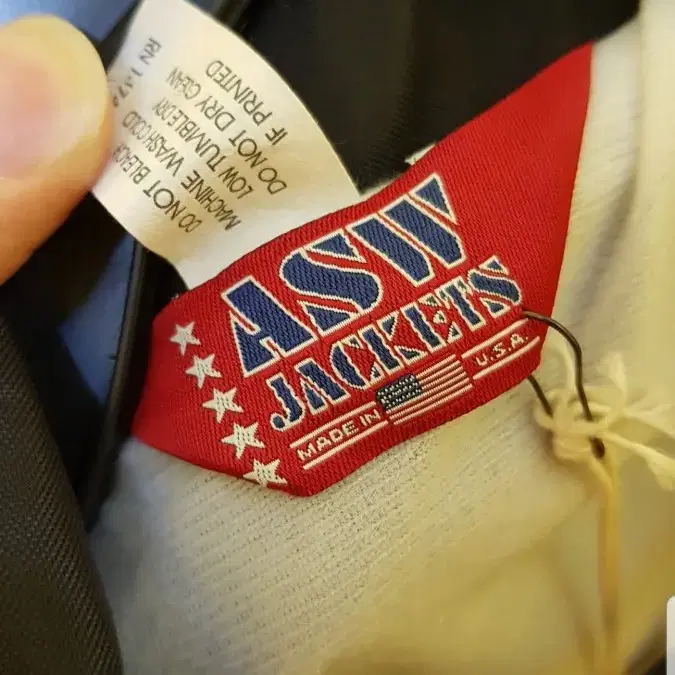 ASW
JACKETS
MADE IN
U.S.A.
DO NOT BLEACH
MACHINE WASH COLD
LOW TUMBLE DRY
DO NOT DRY CLEAN
IF PRINTED
RN